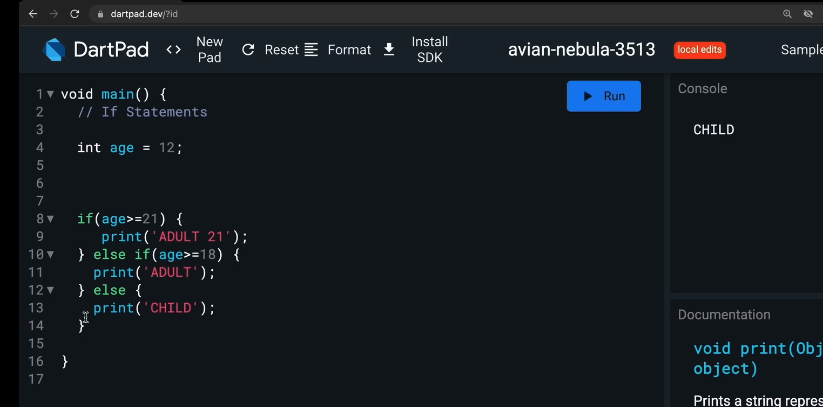 dartpad.dev/?id
DartPad
<> New Pad
Reset
Format
Install SDK
avian-nebula-3513
local edits
Sample
1 void main() {
2 // If Statements
3
4 int age = 12;
5
6
7
8 if(age>=21) {
9 print('ADULT 21');
10 } else if(age>=18) {
11 print('ADULT');
12 } else {
13 print('CHILD');
14 }
15
16 }
17
Run
Console
CHILD
Documentation
void print(Obj
object)
Prints a string repres